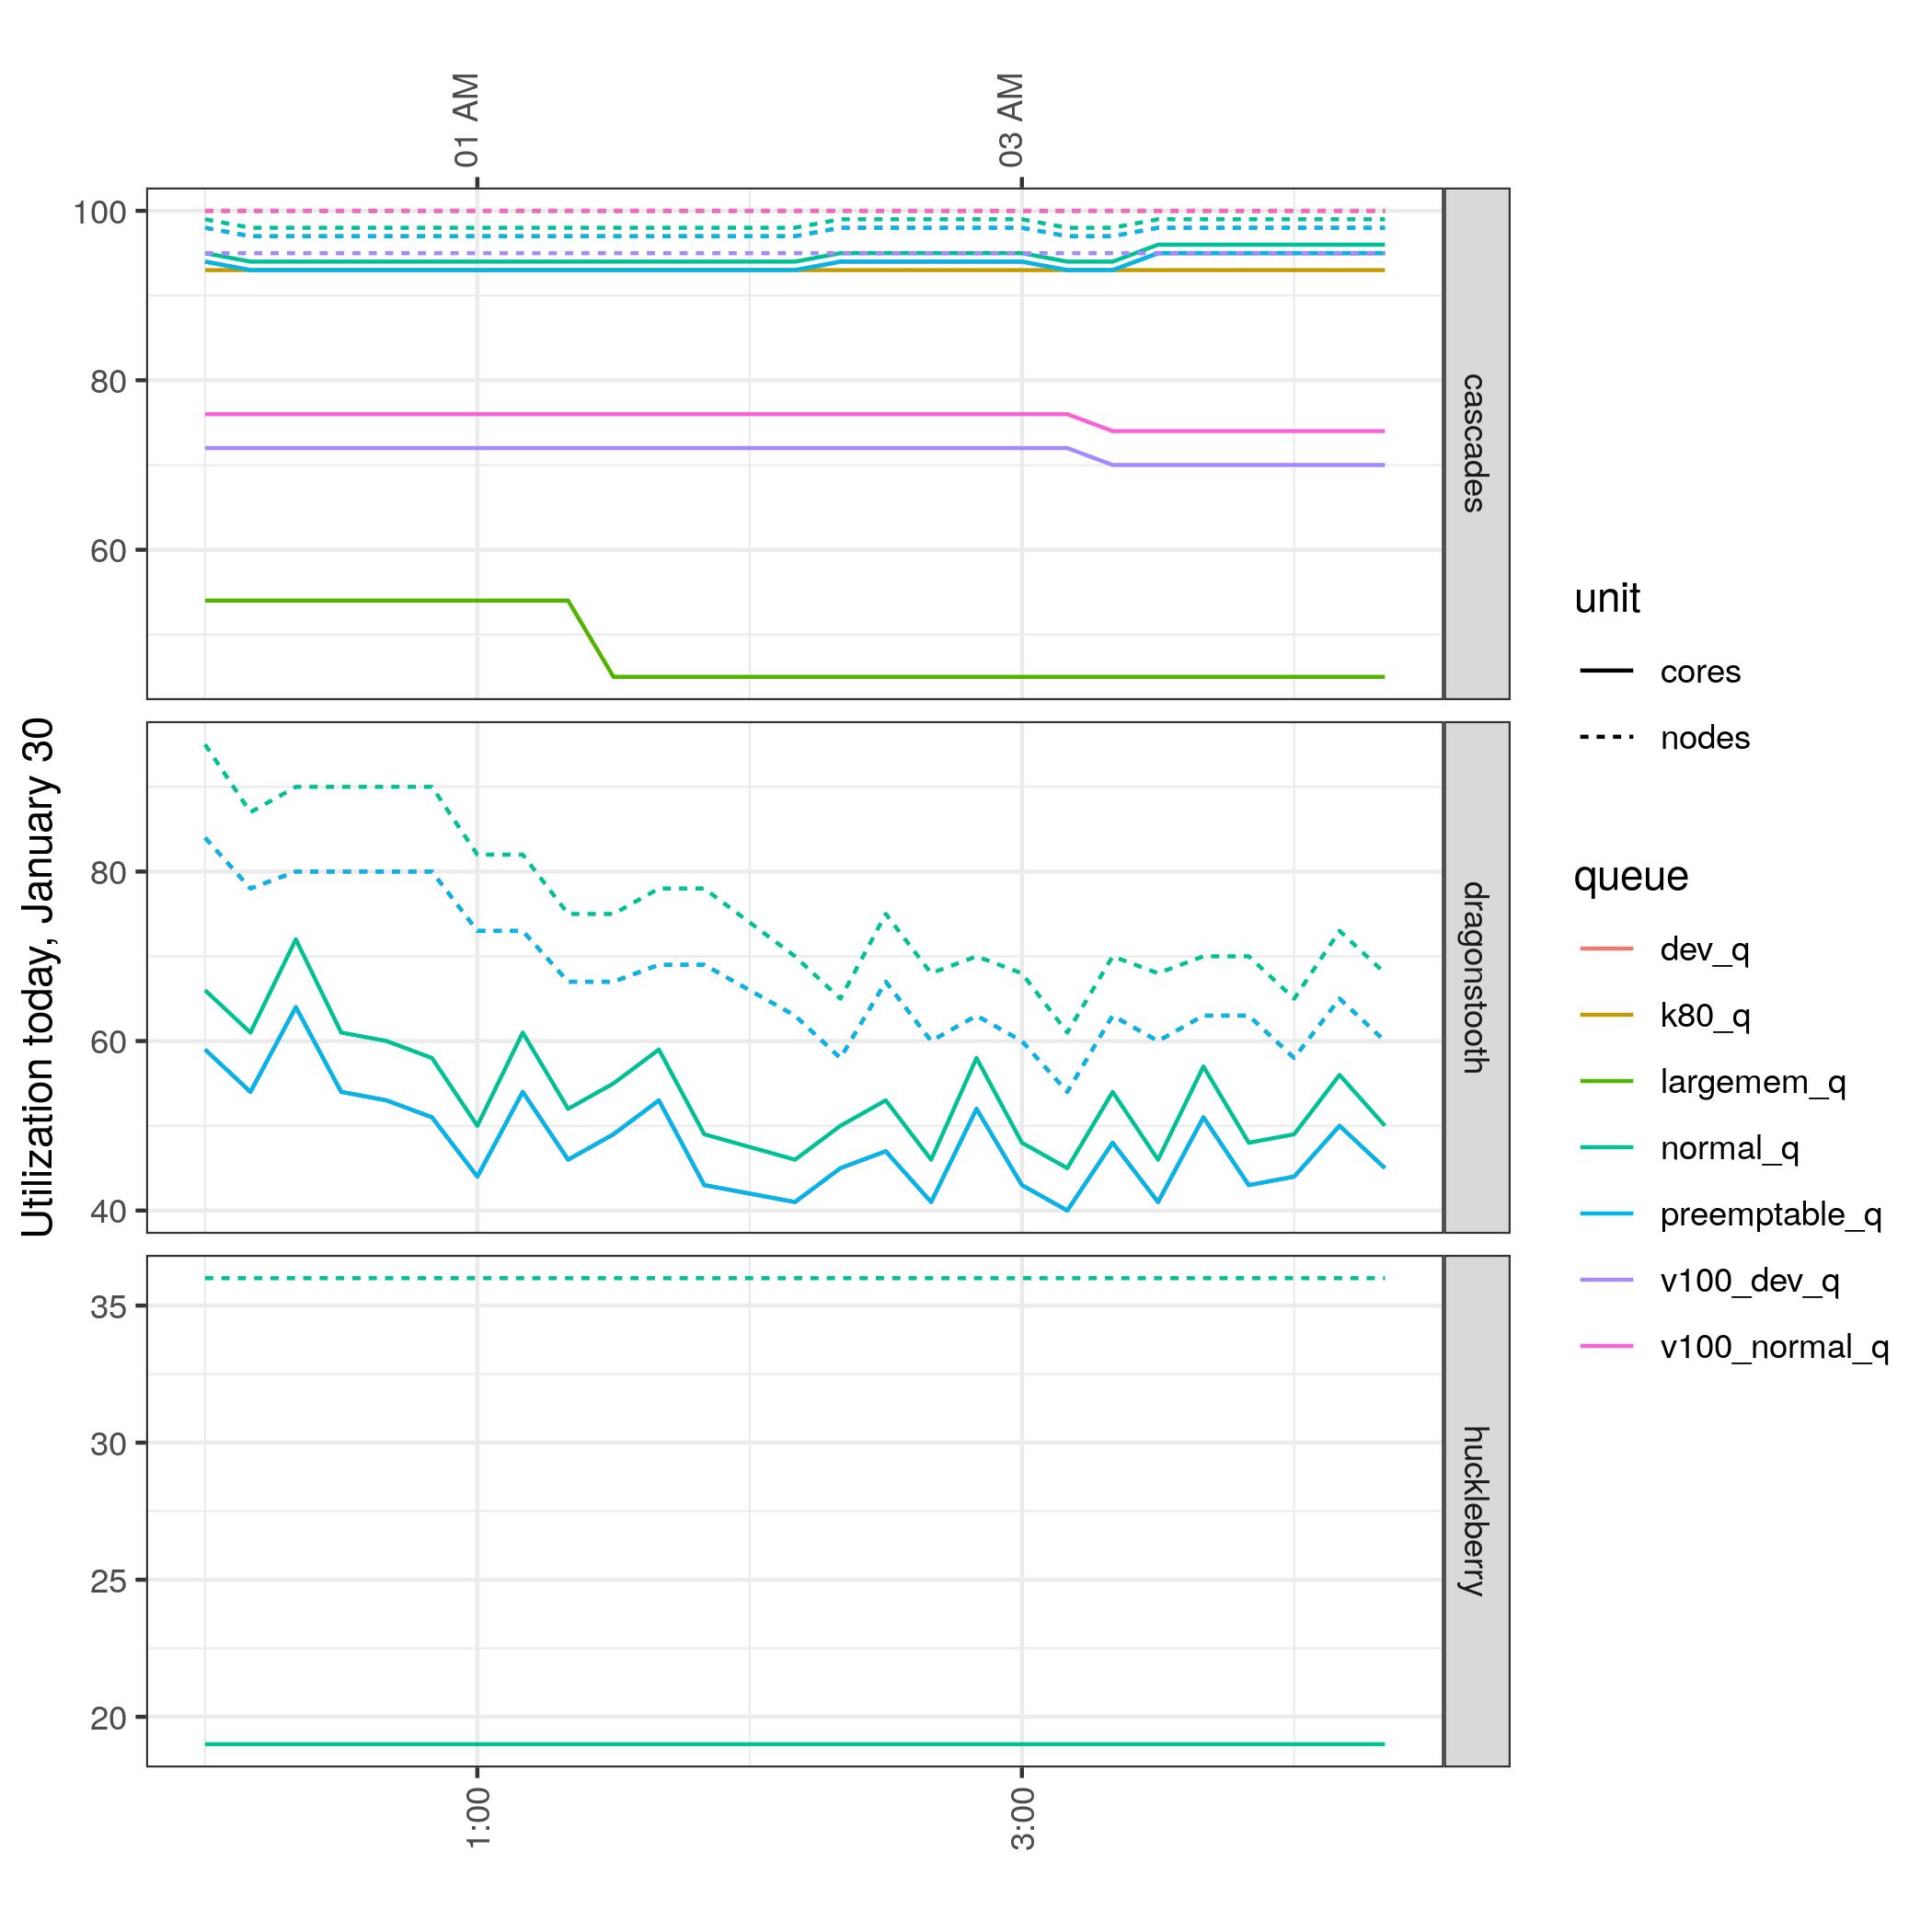 01 AM
03 AM
100
80
60
cascades
Utilization today, January 30
80
60
40
dragonstooth
35
30
25
20
huckleberry
1:00
3:00
unit
cores
nodes
queue
dev_q
k80_q
largemem_q
normal_q
preemptable_q
v100_dev_q
v100_normal_q